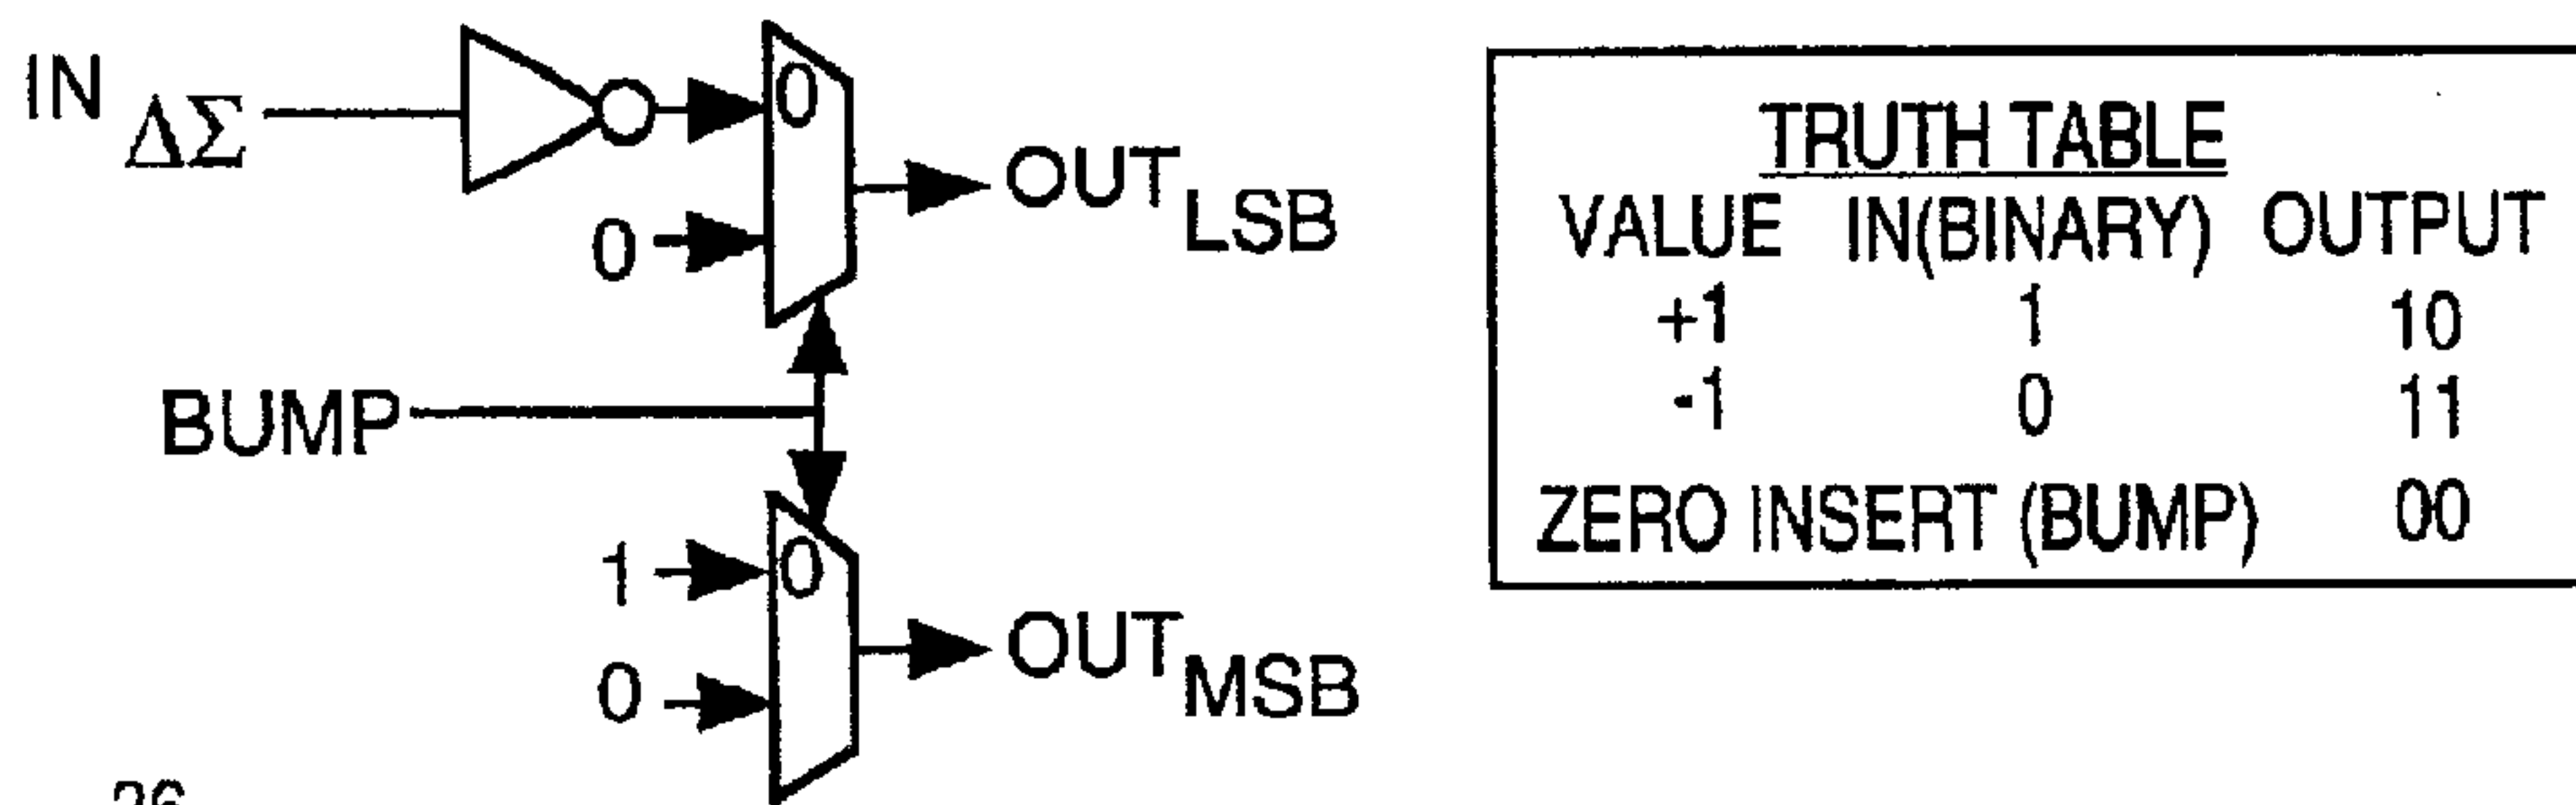 IN ΔΣ
0
0
OUT LSB
BUMP
1
0
0
OUT MSB
26
TRUTH TABLE
VALUE IN(BINARY) OUTPUT
+1 1 10
-1 0 11
ZERO INSERT (BUMP) 00